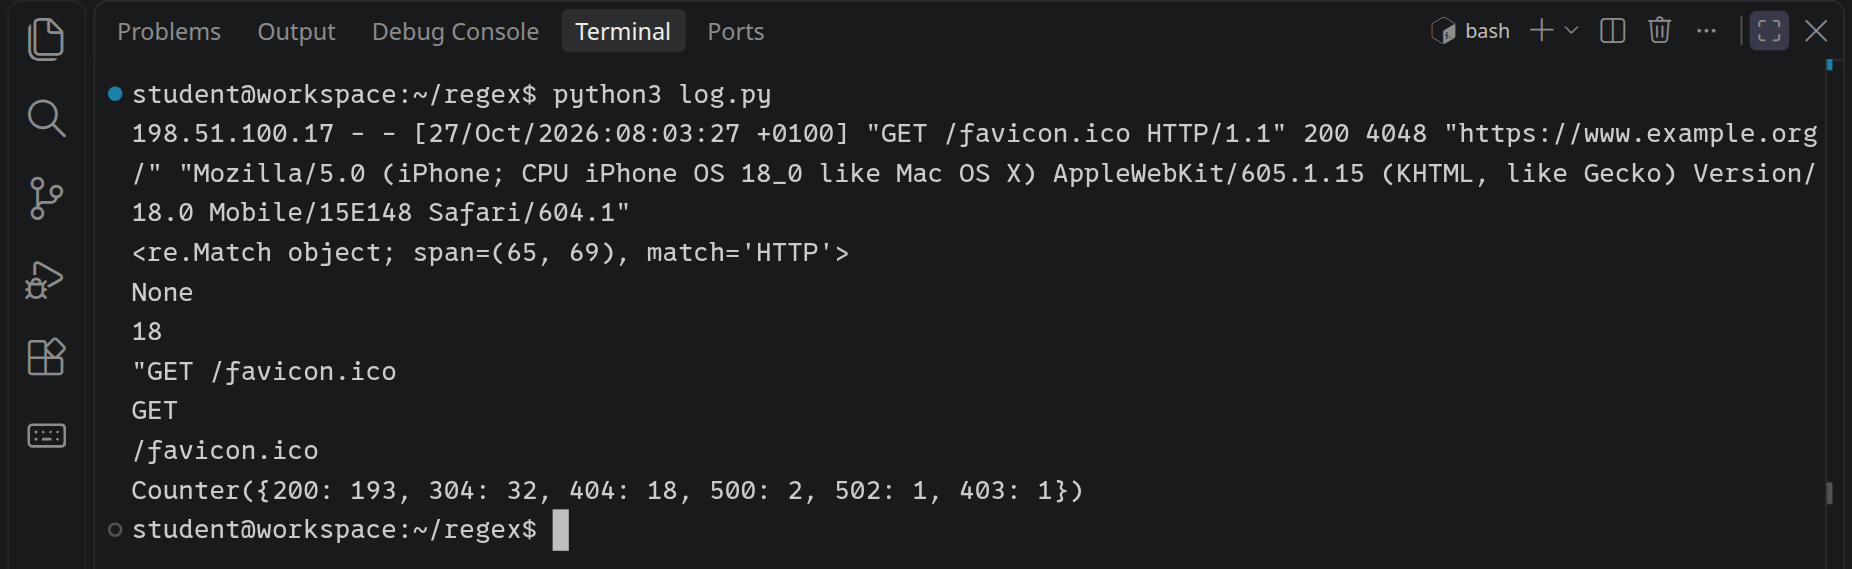 Problems Output Debug Console Terminal Ports bash
student@workspace:~/regex$ python3 log.py
198.51.100.17 - - [27/Oct/2026:08:03:27 +0100] "GET /favicon.ico HTTP/1.1" 200 4048 "https://www.example.org
/" "Mozilla/5.0 (iPhone; CPU iPhone OS 18_0 like Mac OS X) AppleWebKit/605.1.15 (KHTML, like Gecko) Version/
18.0 Mobile/15E148 Safari/604.1"
<re.Match object; span=(65, 69), match='HTTP'>
None
18
"GET /favicon.ico
GET
/favicon.ico
Counter({200: 193, 304: 32, 404: 18, 500: 2, 502: 1, 403: 1})
student@workspace:~/regex$